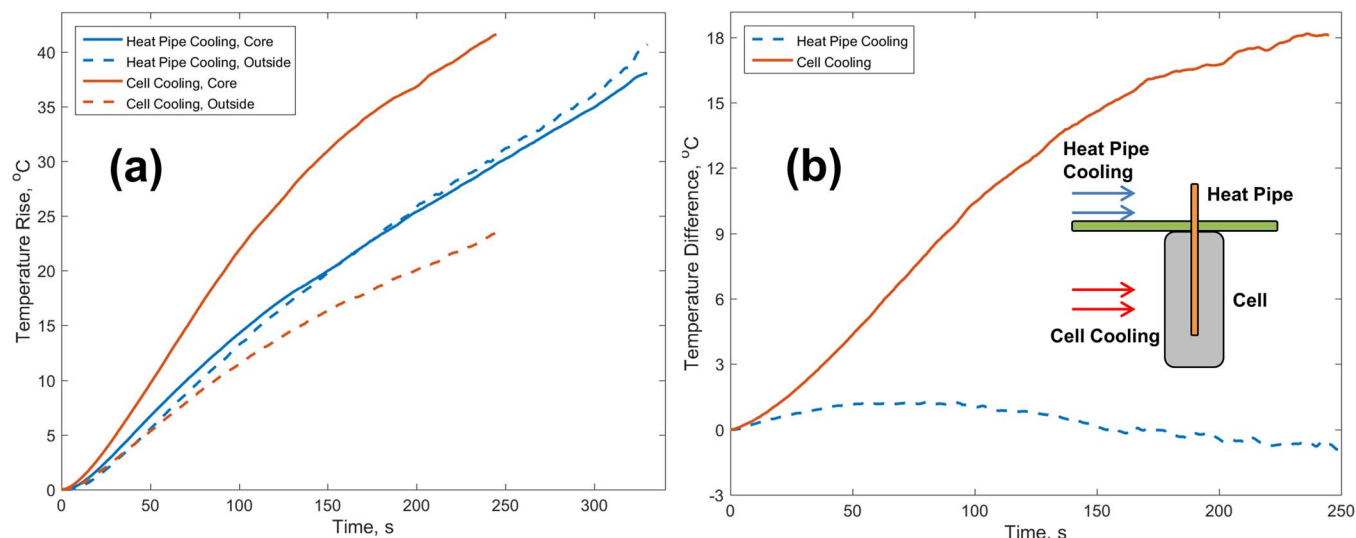 Heat Pipe Cooling, Core
Heat Pipe Cooling, Outside
Cell Cooling, Core
Cell Cooling, Outside
(a)
Temperature Rise, °C
40
35
30
25
20
15
10
5
0
0 50 100 150 200 250 300
Time, s
Heat Pipe Cooling
Cell Cooling
(b)
Temperature Difference, °C
18
15
12
9
6
3
0
-3
0 50 100 150 200 250
Time, s
Heat Pipe
Cooling
Heat Pipe
Cell
Cell Cooling